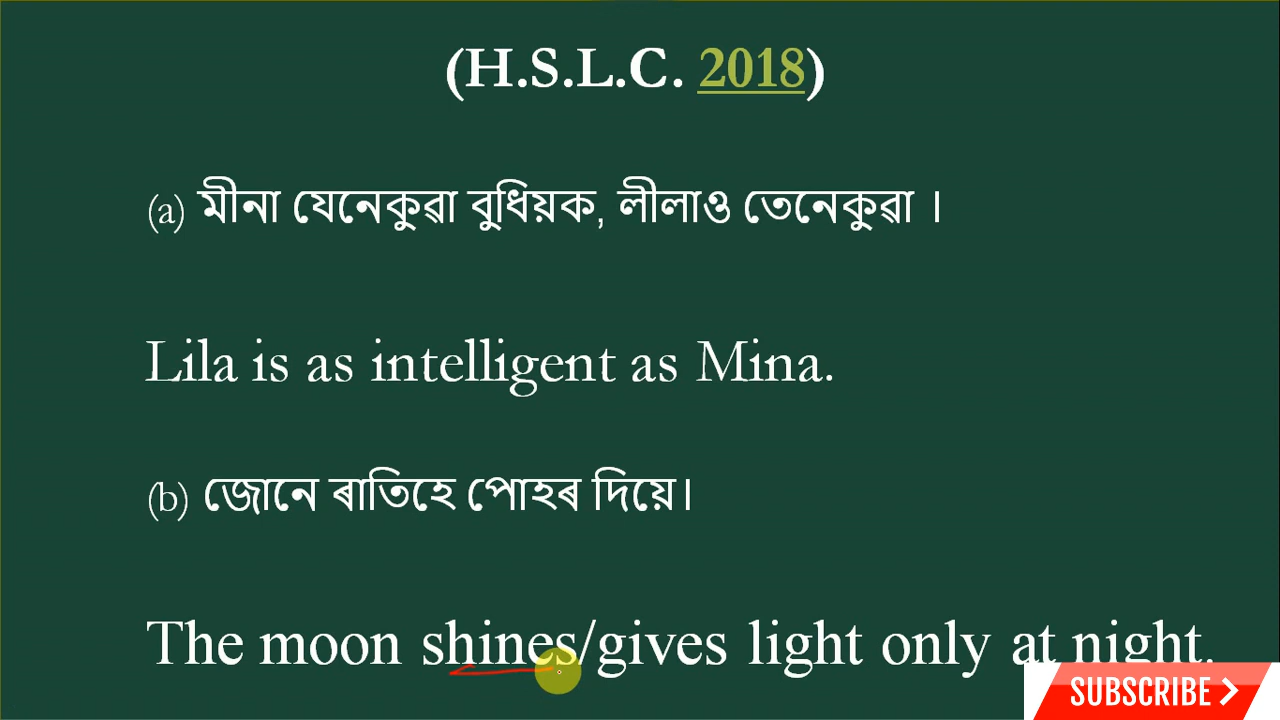 (H.S.L.C. 2018)
(a) মীনা যেনেকুৱা বুধিয়ক, লীলাও তেনেকুৱা ।
Lila is as intelligent as Mina.
(b) জোনে ৰাতিহে পোহৰ দিয়ে।
The moon shines/gives light only at night.
SUBSCRIBE